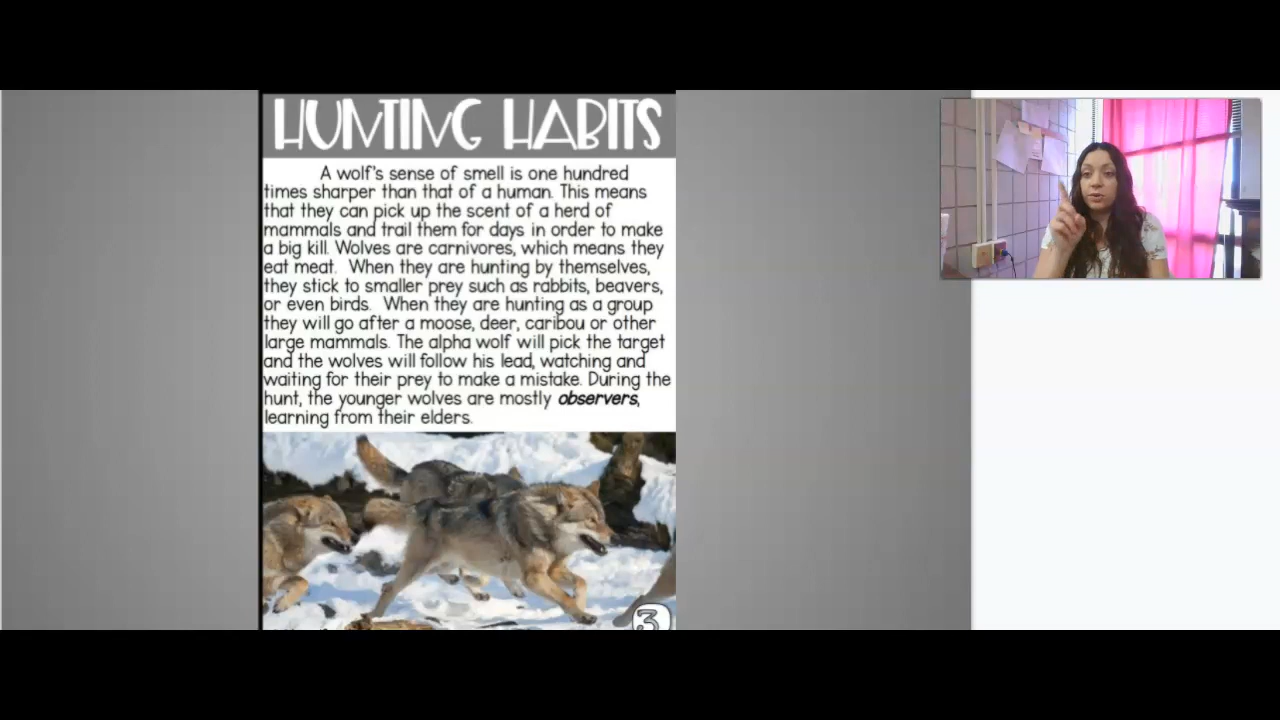 HUNTING HABITS
A wolf's sense of smell is one hundred
times sharper than that of a human. This means
that they can pick up the scent of a herd of
mammals and trail them for days in order to make
a big kill. Wolves are carnivores, which means they
eat meat. When they are hunting by themselves,
they stick to smaller prey such as rabbits, beavers,
or even birds. When they are hunting as a group
they will go after a moose, deer, caribou or other
large mammals. The alpha wolf will pick the target
and the wolves will follow his lead, watching and
waiting for their prey to make a mistake. During the
hunt, the younger wolves are mostly observers,
learning from their elders.
3